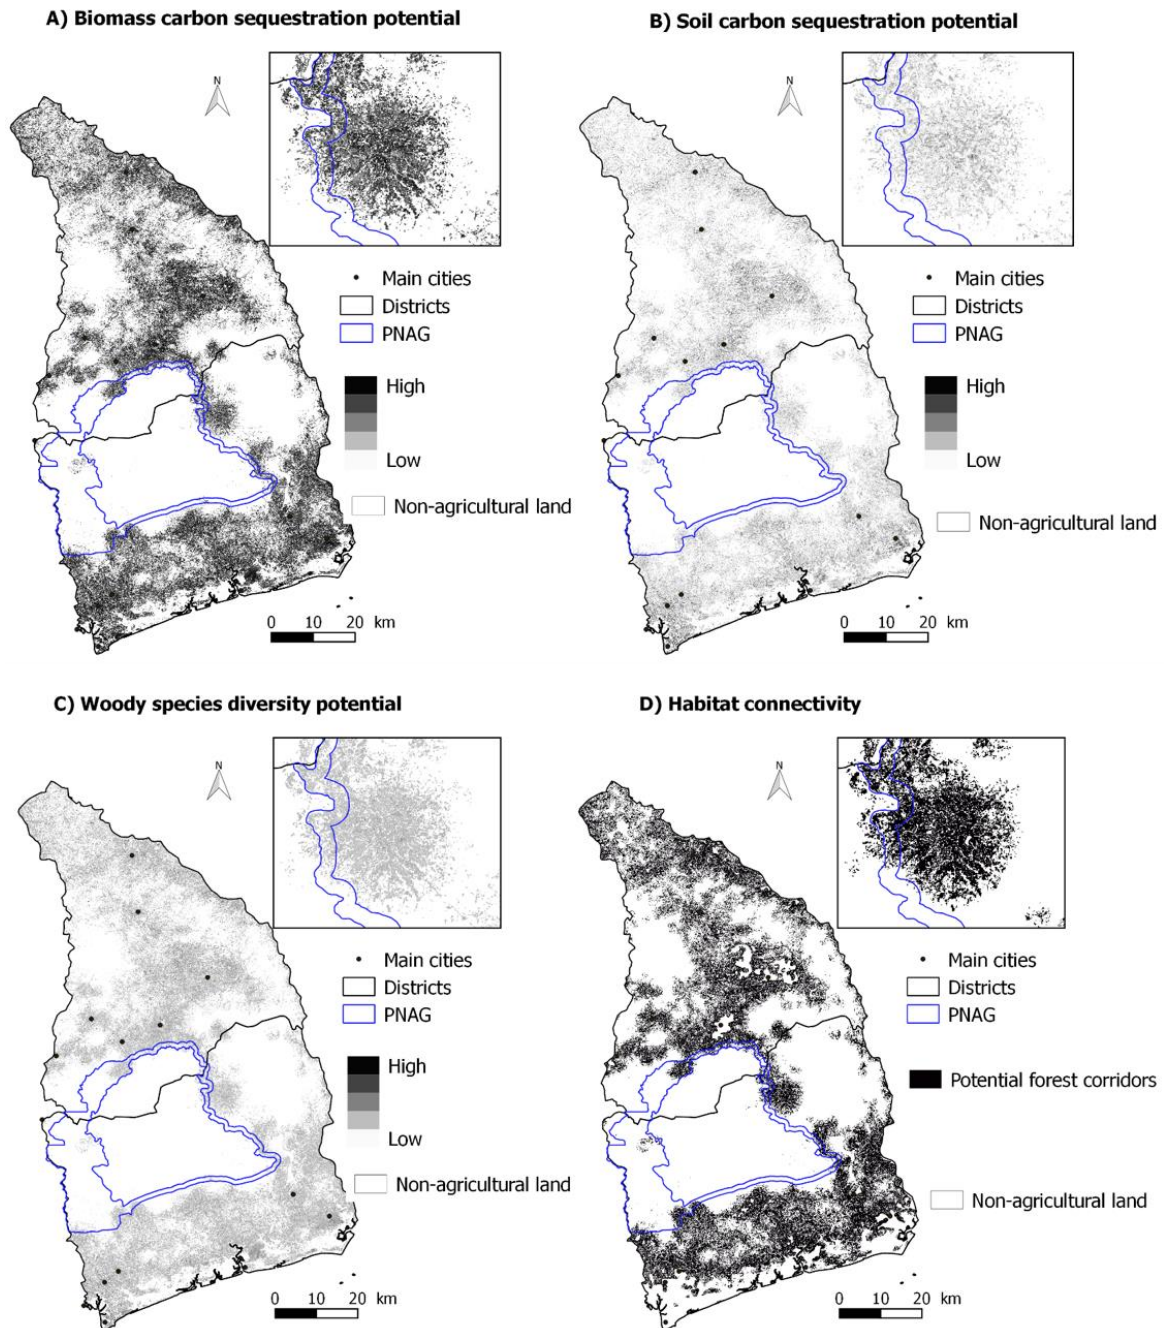 A) Biomass carbon sequestration potential
N
Main cities
Districts
PNAG
High
Low
Non-agricultural land
0 10 20 km
B) Soil carbon sequestration potential
N
Main cities
Districts
PNAG
High
Low
Non-agricultural land
0 10 20 km
C) Woody species diversity potential
N
Main cities
Districts
PNAG
High
Low
Non-agricultural land
0 10 20 km
D) Habitat connectivity
N
Main cities
Districts
PNAG
Potential forest corridors
Non-agricultural land
0 10 20 km